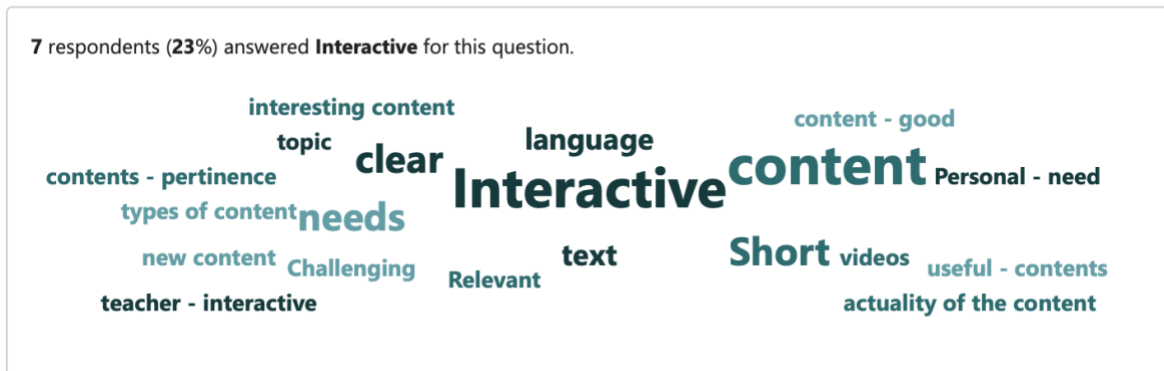 7 respondents (23%) answered Interactive for this question.
interesting content
content - good
topic
language
clear
content
contents - pertinence
Interactive
Personal - need
types of content
needs
new content
Challenging
text
Short
videos
Relevant
useful - contents
teacher - interactive
actuality of the content